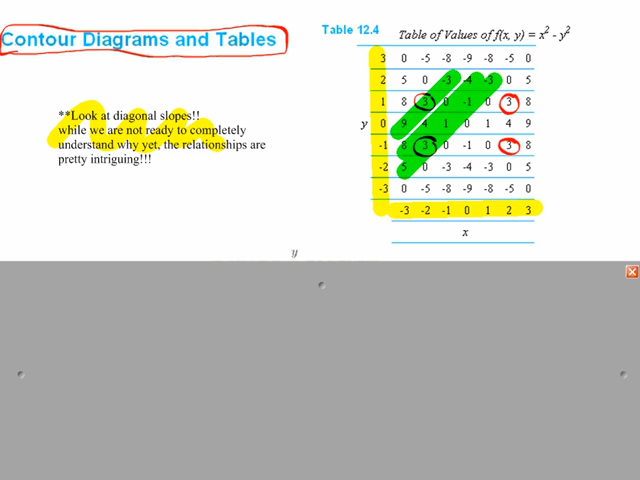 Contour Diagrams and Tables
**Look at diagonal slopes!!
while we are not ready to completely
understand why yet, the relationships are
pretty intriguing!!!
Table 12.4 Table of Values of f(x, y) = x² - y²
3 0 -5 -8 -9 -8 -5 0
2 5 0 -3 -4 -3 0 5
1 8 3 0 -1 0 3 8
y 0 9 4 1 0 1 4 9
-1 8 3 0 -1 0 3 8
-2 5 0 -3 -4 -3 0 5
-3 0 -5 -8 -9 -8 -5 0
-3 -2 -1 0 1 2 3
x
y